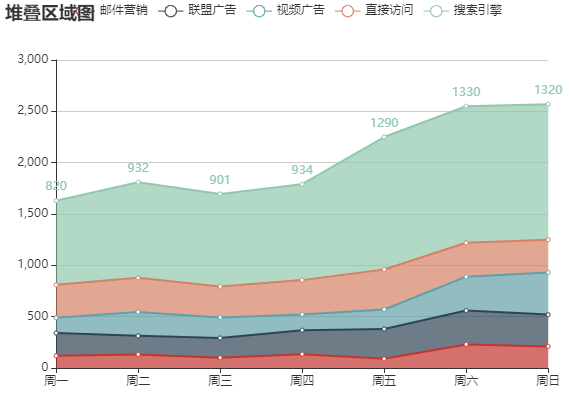 堆叠区域图 邮件营销 联盟广告 视频广告 直接访问 搜索引擎
3,000
2,500
2,000
1,500
1,000
500
0
820 932 901 934 1290 1330 1320
周一 周二 周三 周四 周五 周六 周日